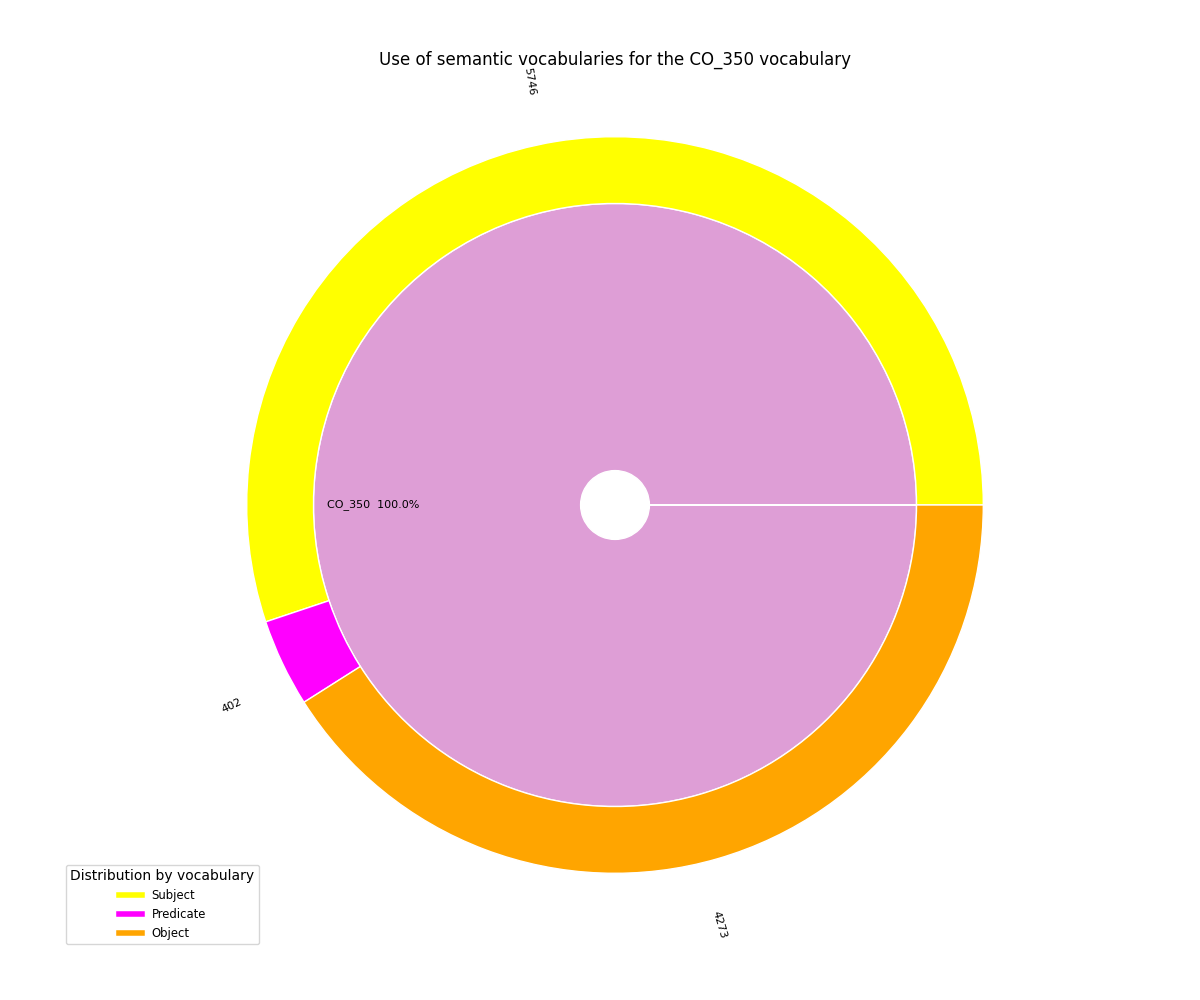 Use of semantic vocabularies for the CO_350 vocabulary
5746
CO_350 100.0%
402
4273
Distribution by vocabulary
Subject
Predicate
Object